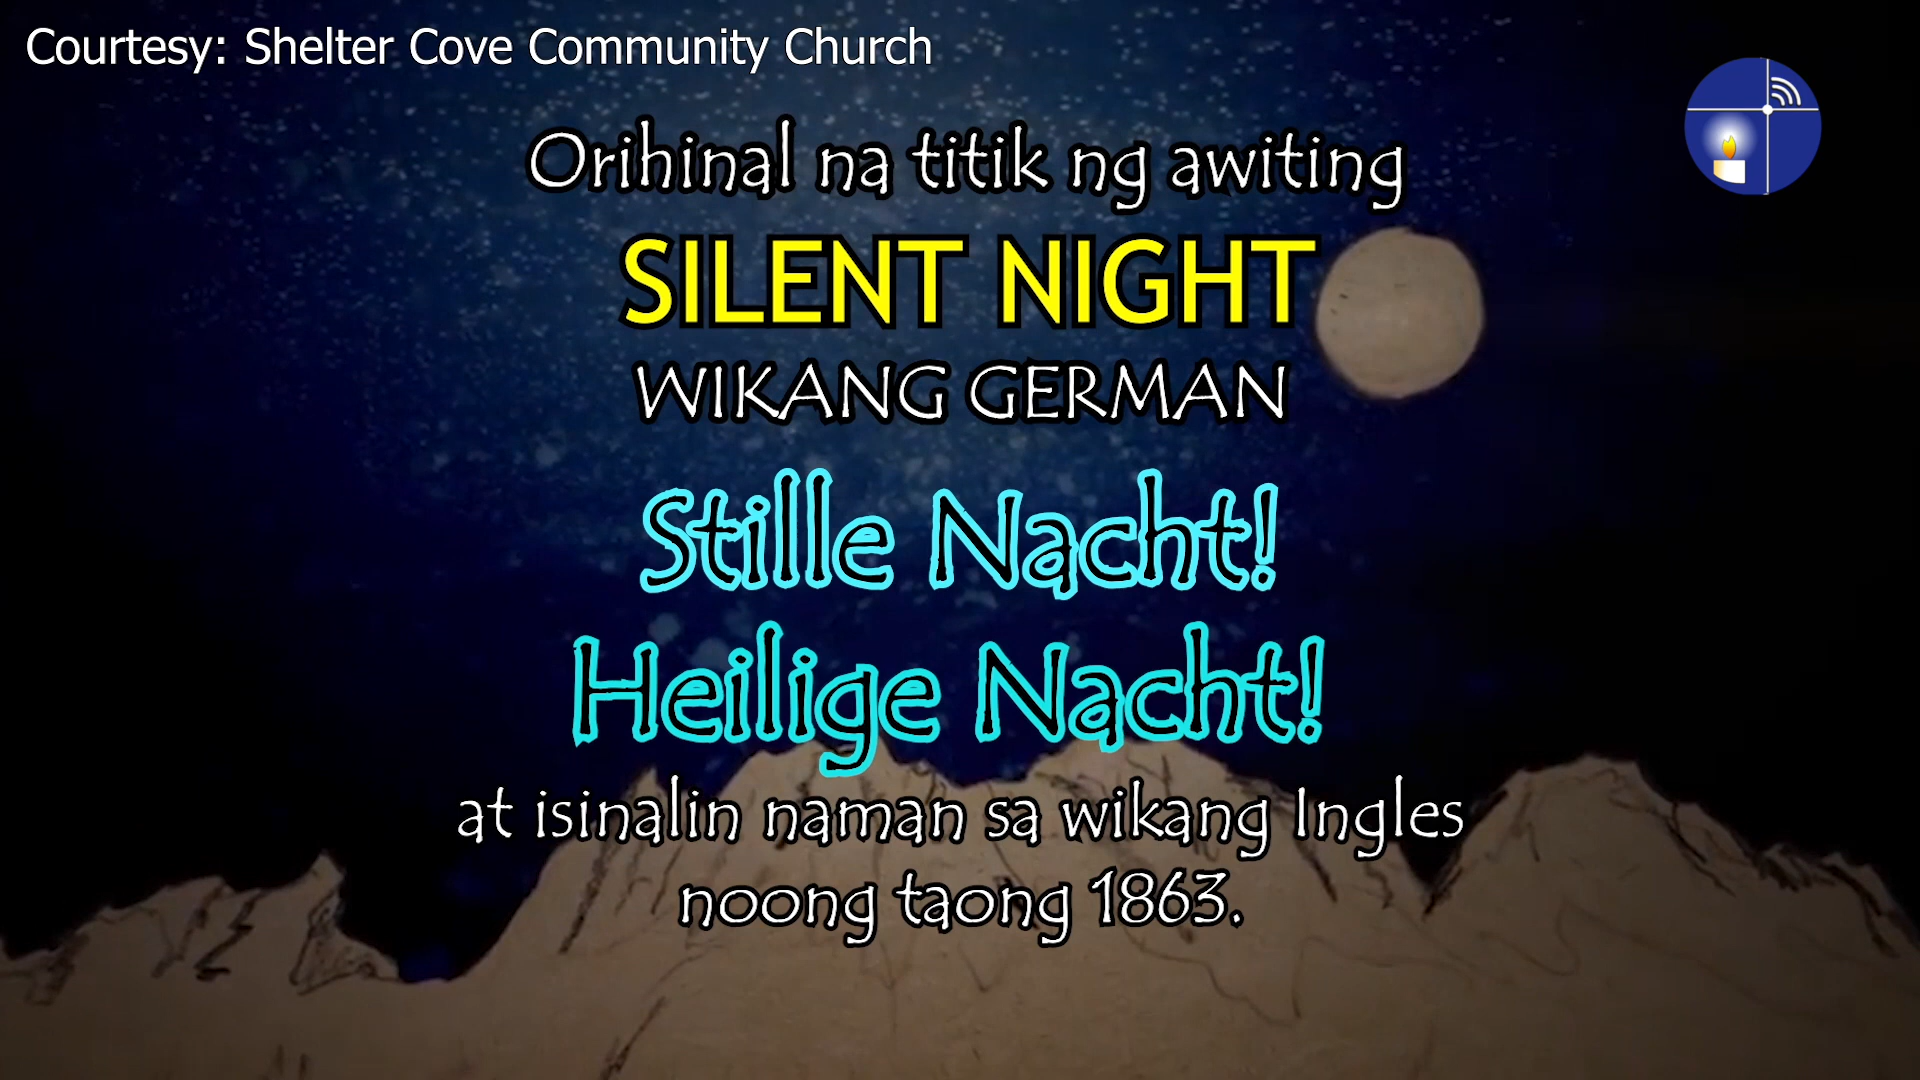 Courtesy: Shelter Cove Community Church
Orihinal na titik ng awiting
SILENT NIGHT
WIKANG GERMAN
Stille Nacht!
Heilige Nacht!
at isinalin naman sa wikang Ingles
noong taong 1863.